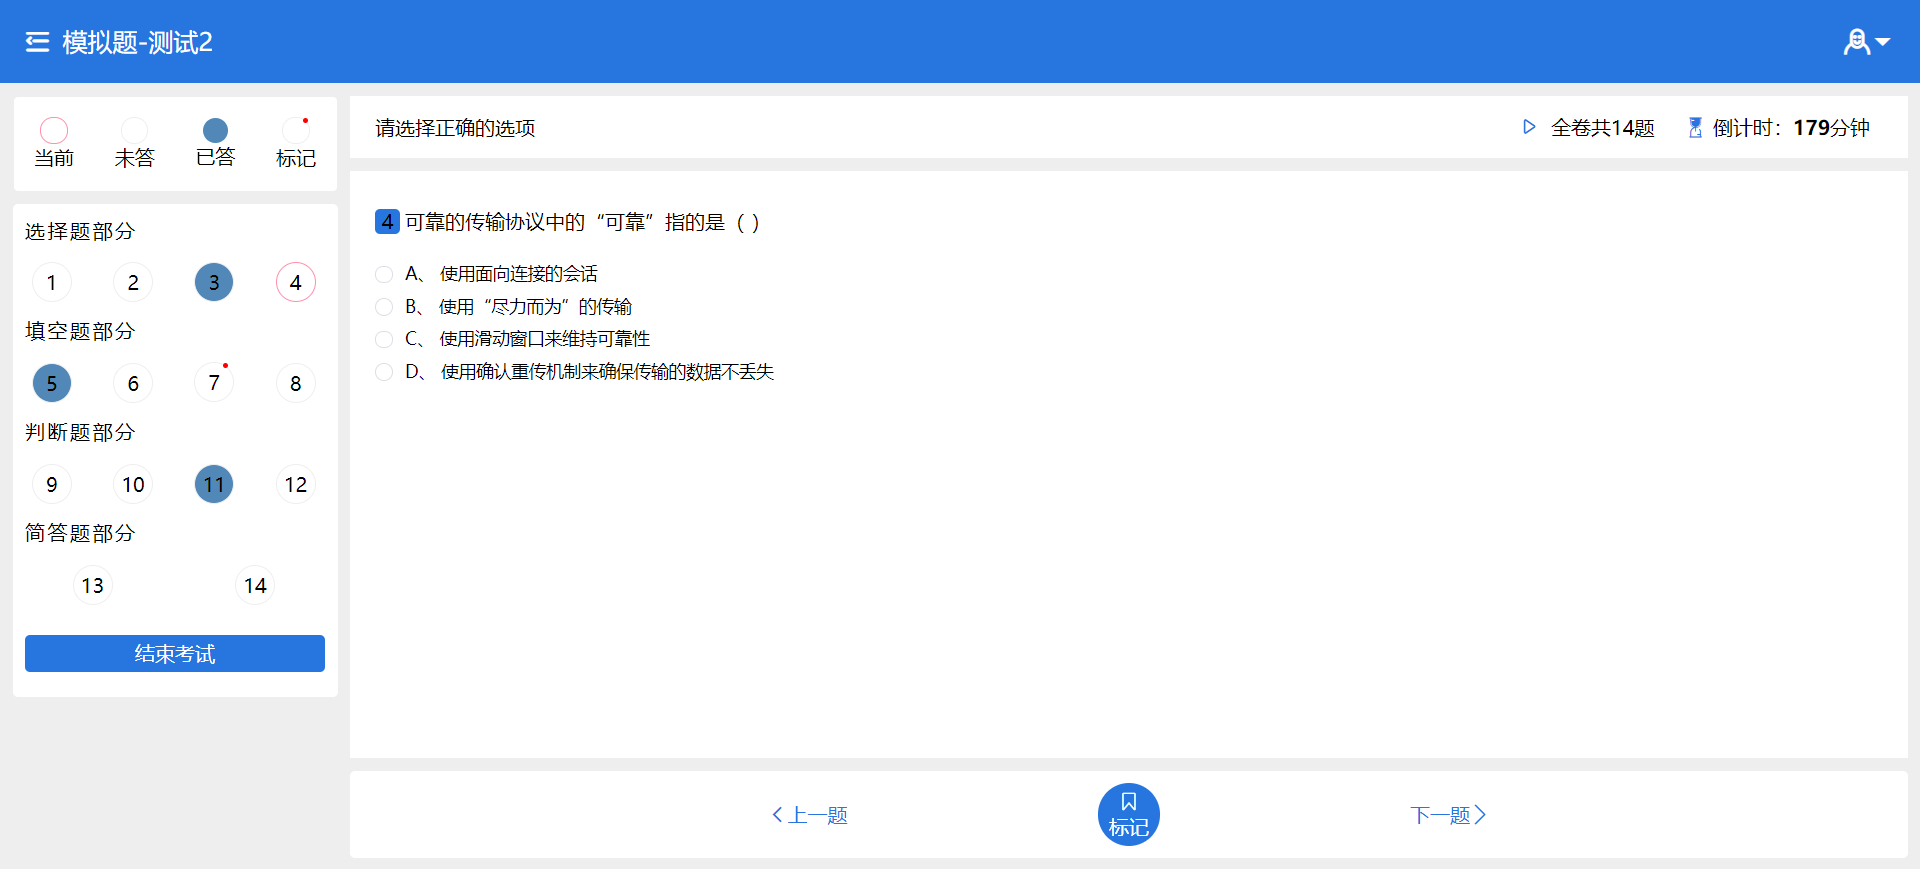 模拟题-测试2
当前 未答 已答 标记
选择题部分
1 2 3 4
填空题部分
5 6 7 8
判断题部分
9 10 11 12
简答题部分
13 14
结束考试
请选择正确的选项 全卷共14题 倒计时：179分钟
4 可靠的传输协议中的“可靠”指的是（ ）
A、 使用面向连接的会话
B、 使用“尽力而为”的传输
C、 使用滑动窗口来维持可靠性
D、 使用确认重传机制来确保传输的数据不丢失
上一题 标记 下一题